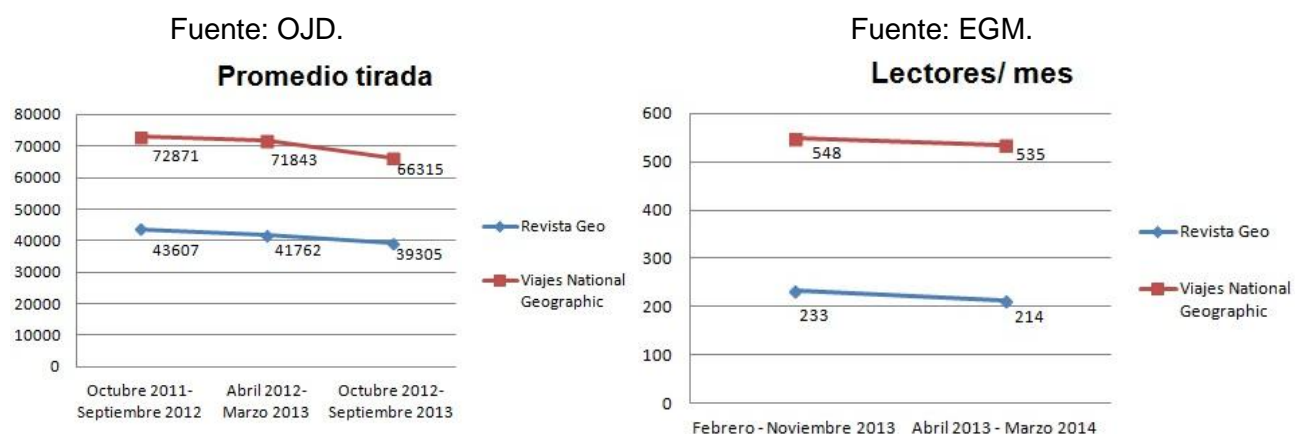 Fuente: OJD.
Promedio tirada
80000
70000
60000
50000
40000
30000
20000
10000
0
72871
71843
66315
43607
41762
39305
Octubre 2011-
Septiembre 2012
Abril 2012-
Marzo 2013
Octubre 2012-
Septiembre 2013
Revista Geo
Viajes National
Geographic
Fuente: EGM.
Lectores/ mes
600
500
400
300
200
100
0
548
535
233
214
Febrero - Noviembre 2013
Abril 2013 - Marzo 2014
Revista Geo
Viajes National
Geographic